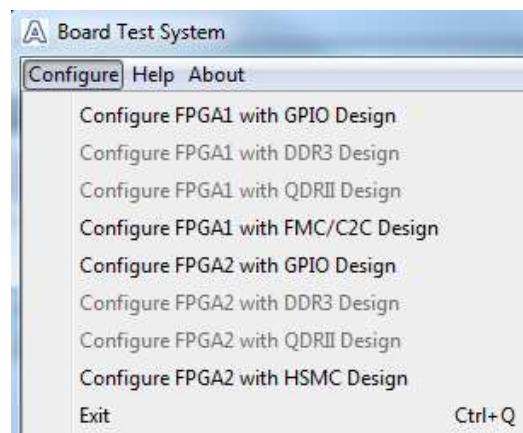 Board Test System
Configure Help About
Configure FPGA1 with GPIO Design
Configure FPGA1 with DDR3 Design
Configure FPGA1 with QDRII Design
Configure FPGA1 with FMC/C2C Design
Configure FPGA2 with GPIO Design
Configure FPGA2 with DDR3 Design
Configure FPGA2 with QDRII Design
Configure FPGA2 with HSMC Design
Exit Ctrl+Q